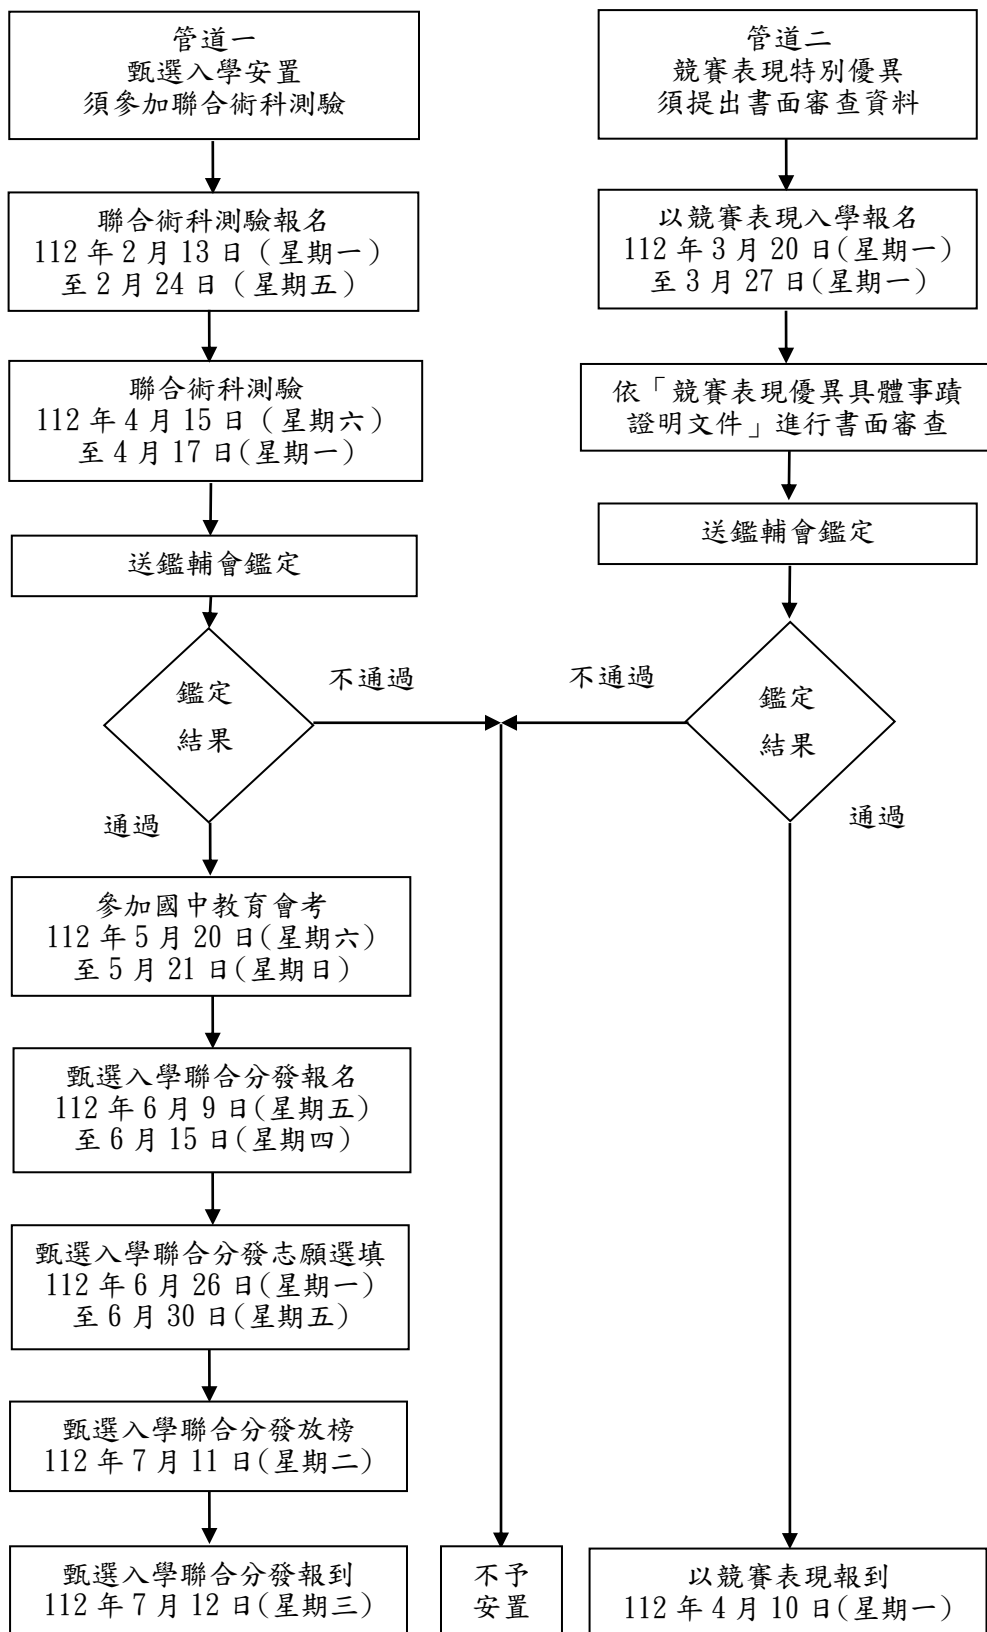 管道一
甄選入學安置
須參加聯合術科測驗
聯合術科測驗報名
112 年 2 月 13 日（星期一）
至 2 月 24 日（星期五）
聯合術科測驗
112 年 4 月 15 日（星期六）
至 4 月 17 日(星期一)
送鑑輔會鑑定
鑑定
結果
不通過
通過
參加國中教育會考
112 年 5 月 20 日(星期六)
至 5 月 21 日(星期日)
甄選入學聯合分發報名
112 年 6 月 9 日(星期五)
至 6 月 15 日(星期四)
甄選入學聯合分發志願選填
112 年 6 月 26 日(星期一)
至 6 月 30 日(星期五)
甄選入學聯合分發放榜
112 年 7 月 11 日(星期二)
甄選入學聯合分發報到
112 年 7 月 12 日(星期三)
管道二
競賽表現特別優異
須提出書面審查資料
以競賽表現入學報名
112 年 3 月 20 日(星期一)
至 3 月 27 日(星期一)
依「競賽表現優異具體事蹟
證明文件」進行書面審查
送鑑輔會鑑定
鑑定
結果
不通過
通過
不予
安置
以競賽表現報到
112 年 4 月 10 日(星期一)